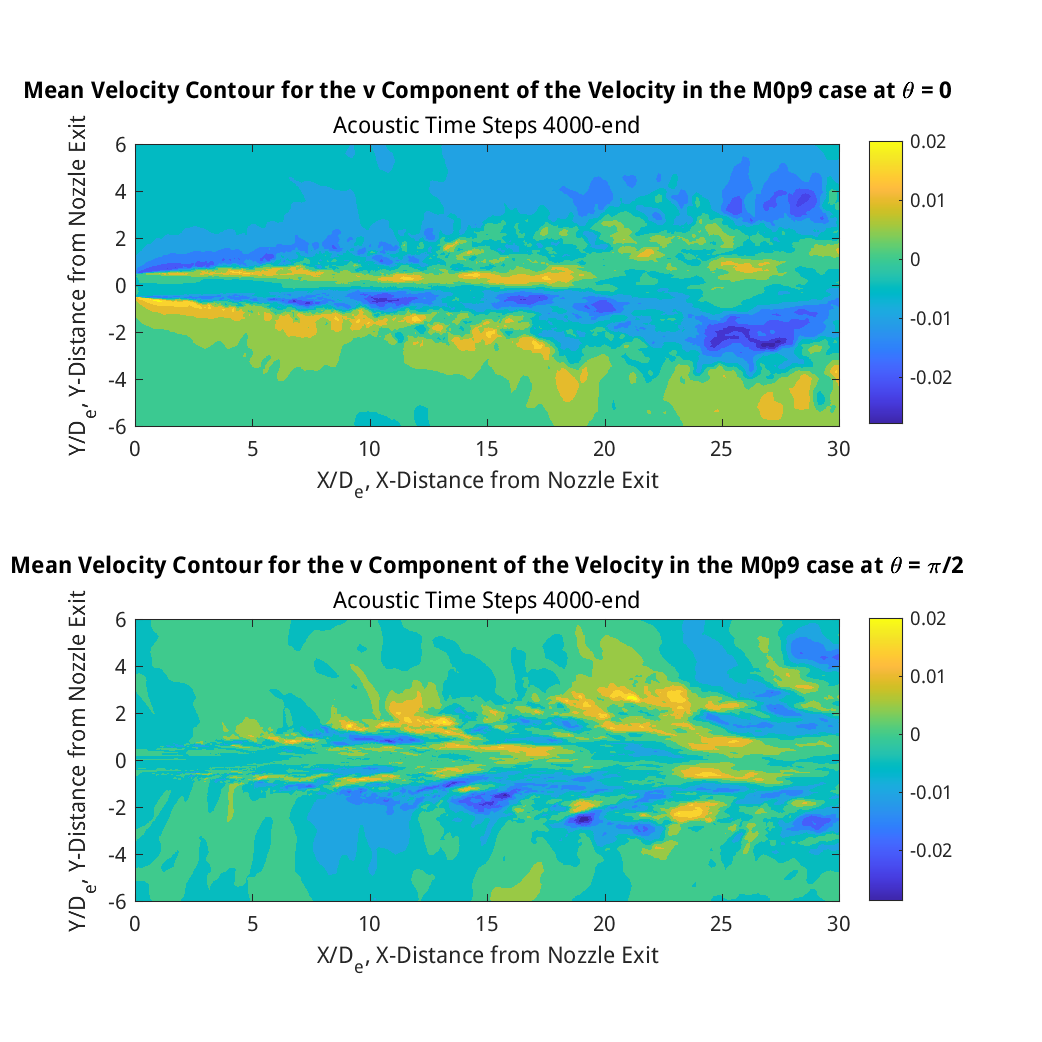 Mean Velocity Contour for the v Component of the Velocity in the M0p9 case at θ = 0
Acoustic Time Steps 4000-end
Y/D_e, Y-Distance from Nozzle Exit
6
4
2
0
-2
-4
-6
0 5 10 15 20 25 30
X/D_e, X-Distance from Nozzle Exit
0.02
0.01
0
-0.01
-0.02
Mean Velocity Contour for the v Component of the Velocity in the M0p9 case at θ = π/2
Acoustic Time Steps 4000-end
Y/D_e, Y-Distance from Nozzle Exit
6
4
2
0
-2
-4
-6
0 5 10 15 20 25 30
X/D_e, X-Distance from Nozzle Exit
0.02
0.01
0
-0.01
-0.02